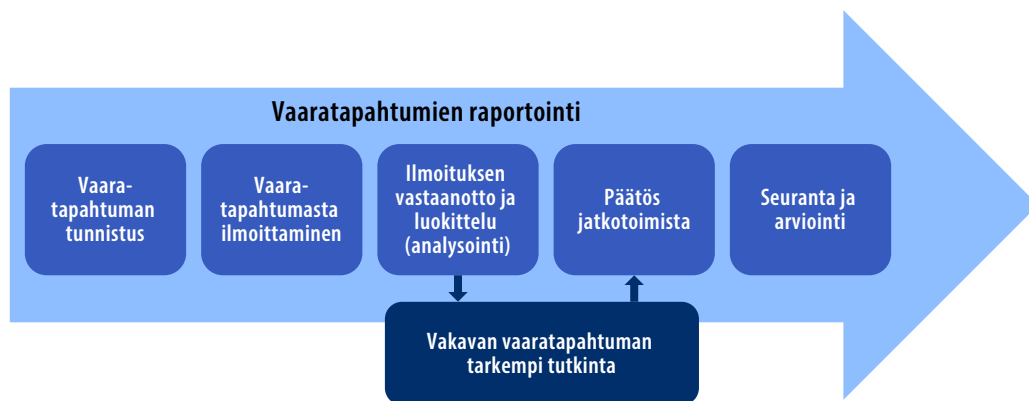 Vaaratapahtumien raportointi
Vaara-
tapahtuman
tunnistus
Vaara-
tapahtumasta
ilmoittaminen
Ilmoituksen
vastaanotto ja
luokittelu
(analysointi)
Päätös
jatkotoimista
Seuranta ja
arviointi
Vakavan vaaratapahtuman
tarkempi tutkinta